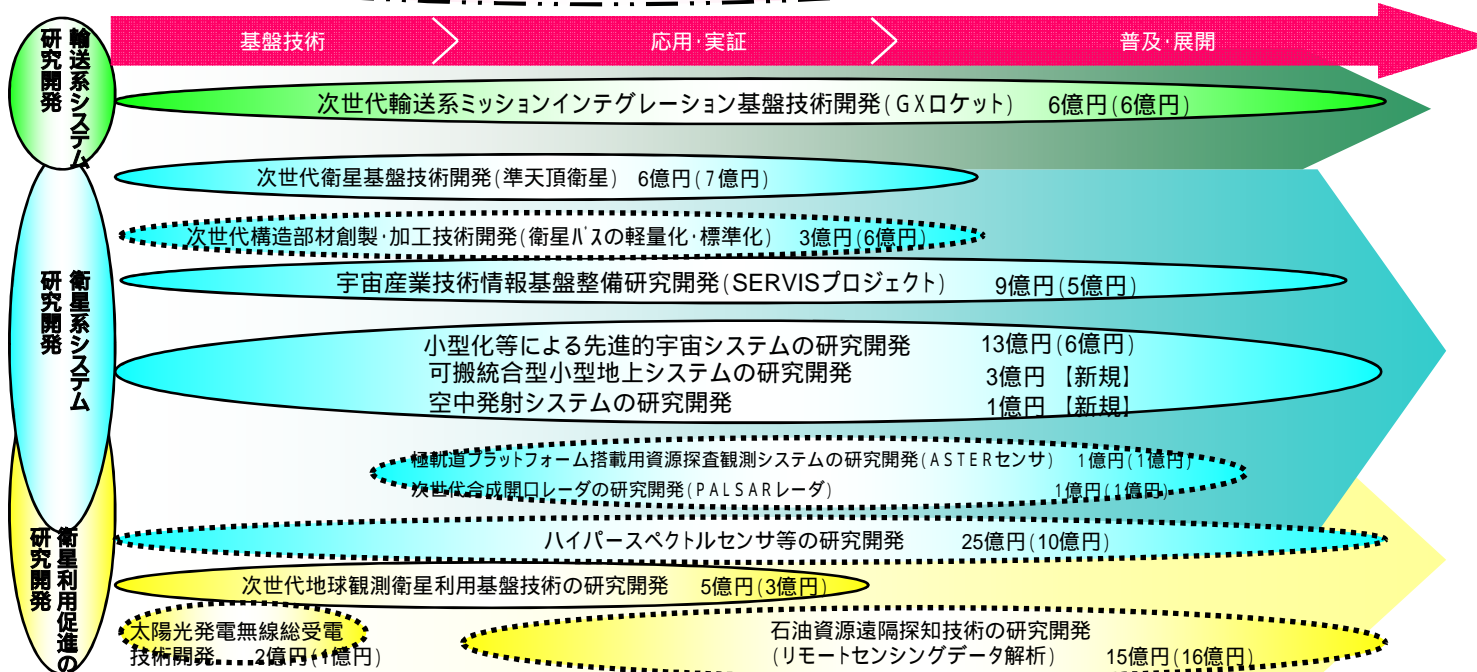 基盤技術
応用・実証
普及・展開
輸送系システム
研究開発
次世代輸送系ミッションインテグレーション基盤技術開発(GXロケット) 6億円(6億円)
衛星系システム
研究開発
次世代衛星基盤技術開発(準天頂衛星) 6億円(7億円)
次世代構造部材創製・加工技術開発(衛星バスの軽量化・標準化) 3億円(6億円)
宇宙産業技術情報基盤整備研究開発(SERVISプロジェクト) 9億円(5億円)
小型化等による先進的宇宙システムの研究開発 13億円(6億円)
可搬統合型小型地上システムの研究開発 3億円【新規】
空中発射システムの研究開発 1億円【新規】
極軌道プラットフォーム搭載用資源探査観測システムの研究開発(ASTERセンサ) 1億円(1億円)
次世代合成開口レーダの研究開発(PALSARレーダ) 1億円(1億円)
衛星利用促進の
研究開発
ハイパースペクトルセンサ等の研究開発 25億円(10億円)
次世代地球観測衛星利用基盤技術の研究開発 5億円(3億円)
太陽光発電無線総受電
技術開発 2億円(1億円)
石油資源遠隔探知技術の研究開発
(リモートセンシングデータ解析) 15億円(16億円)